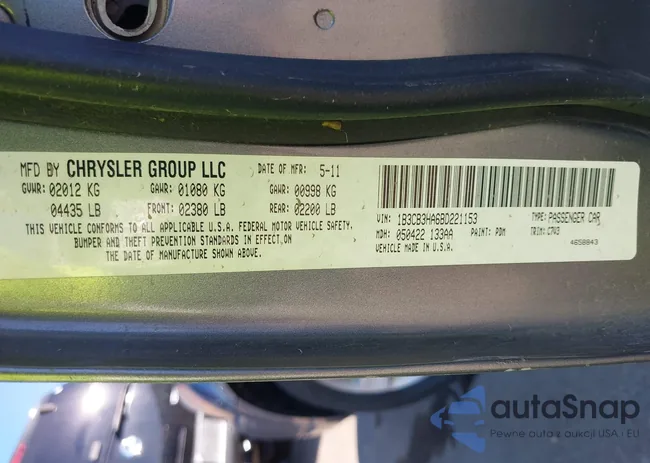 MFD BY CHRYSLER GROUP LLC DATE OF MFR: 5-11
GVWR: 02012 KG GAWR: 01080 KG GAWR: 00998 KG
04435 LB FRONT: 02380 LB REAR: 02200 LB
THIS VEHICLE CONFORMS TO ALL APPLICABLE U.S.A. FEDERAL MOTOR VEHICLE SAFETY,
BUMPER AND THEFT PREVENTION STANDARDS IN EFFECT ON
THE DATE OF MANUFACTURE SHOWN ABOVE.
VIN: 1B3CB3HA6BD221153 TYPE: PASSENGER CAR
MDH: 050422 133AA PAINT: PDM TRIM: C7V3
VEHICLE MADE IN U.S.A. 4658843
autaSnap
Pewne auta z aukcji USA i EU